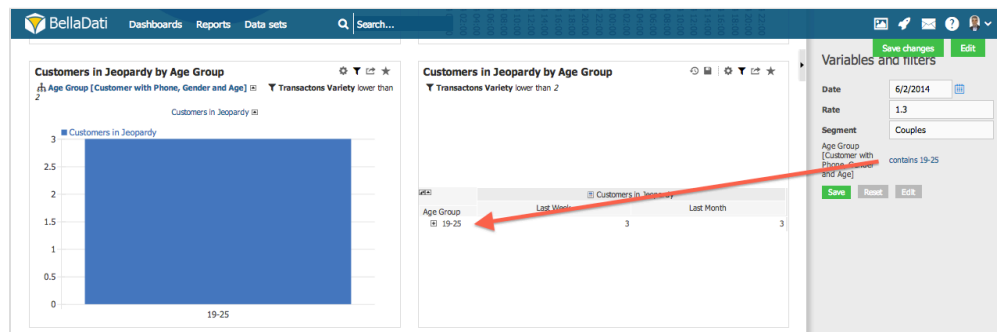 BellaDati Dashboards Reports Data sets Search...
Save changes Edit
Variables and filters
Customers in Jeopardy by Age Group
Age Group [Customer with Phone, Gender and Age] Transactons Variety lower than
2
Customers in Jeopardy
Customers in Jeopardy
3
2.5
2
1.5
1
0.5
0
19-25
Customers in Jeopardy by Age Group
Transactons Variety lower than 2
Customers in Jeopardy
Age Group
Last Week Last Month
19-25 3 3
Date 6/2/2014
Rate 1.3
Segment Couples
Age Group
[Customer with
Phone, Gender
and Age]
contains 19-25
Save Reset Edit